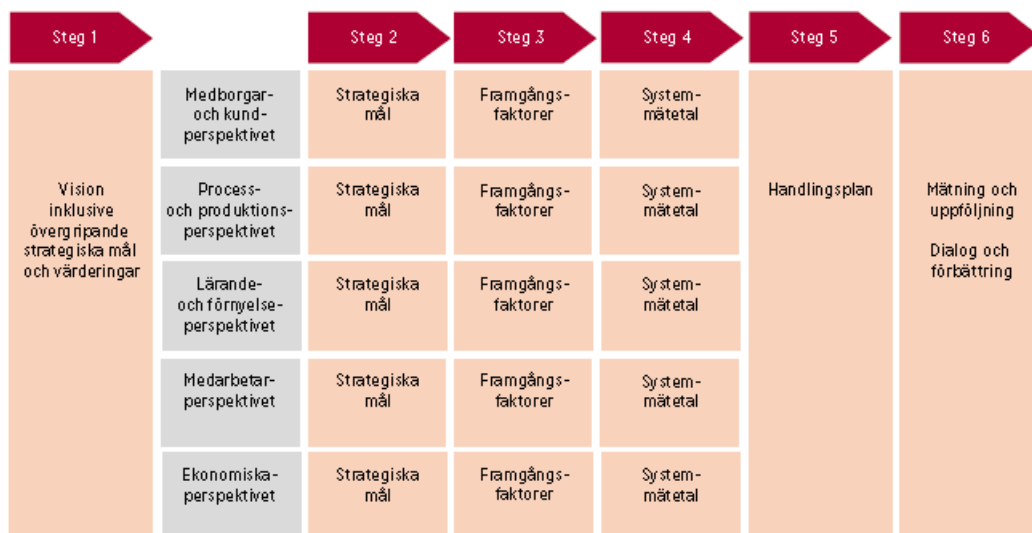 Steg 1
Steg 2
Steg 3
Steg 4
Steg 5
Steg 6
Vision
inklusive
övergripande
strategiska mål
och värderingar
Medborgar-
och kund-
perspektivet
Strategiska
mål
Framgångs-
faktorer
System-
mätetal
Process-
och produktions-
perspektivet
Strategiska
mål
Framgångs-
faktorer
System-
mätetal
Lärande-
och förnyelse-
perspektivet
Strategiska
mål
Framgångs-
faktorer
System-
mätetal
Medarbetar-
perspektivet
Strategiska
mål
Framgångs-
faktorer
System-
mätetal
Ekonomiska-
perspektivet
Strategiska
mål
Framgångs-
faktorer
System-
mätetal
Handlingsplan
Mätning och
uppföljning
Dialog och
förbättring